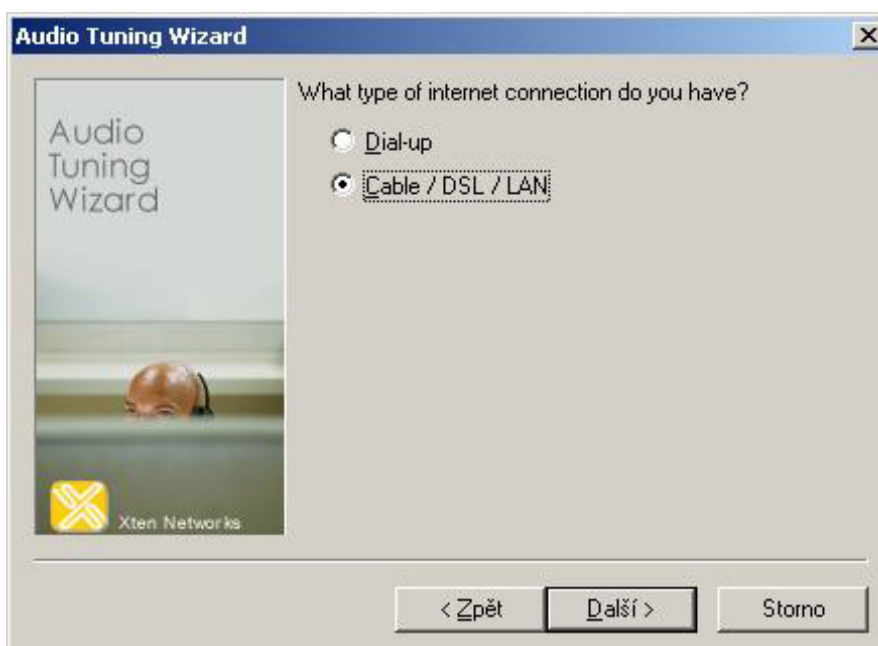 Audio Tuning Wizard
What type of internet connection do you have?
Audio
Tuning
Wizard
Dial-up
Cable / DSL / LAN
Xten Networks
< Zpět
Další >
Storno